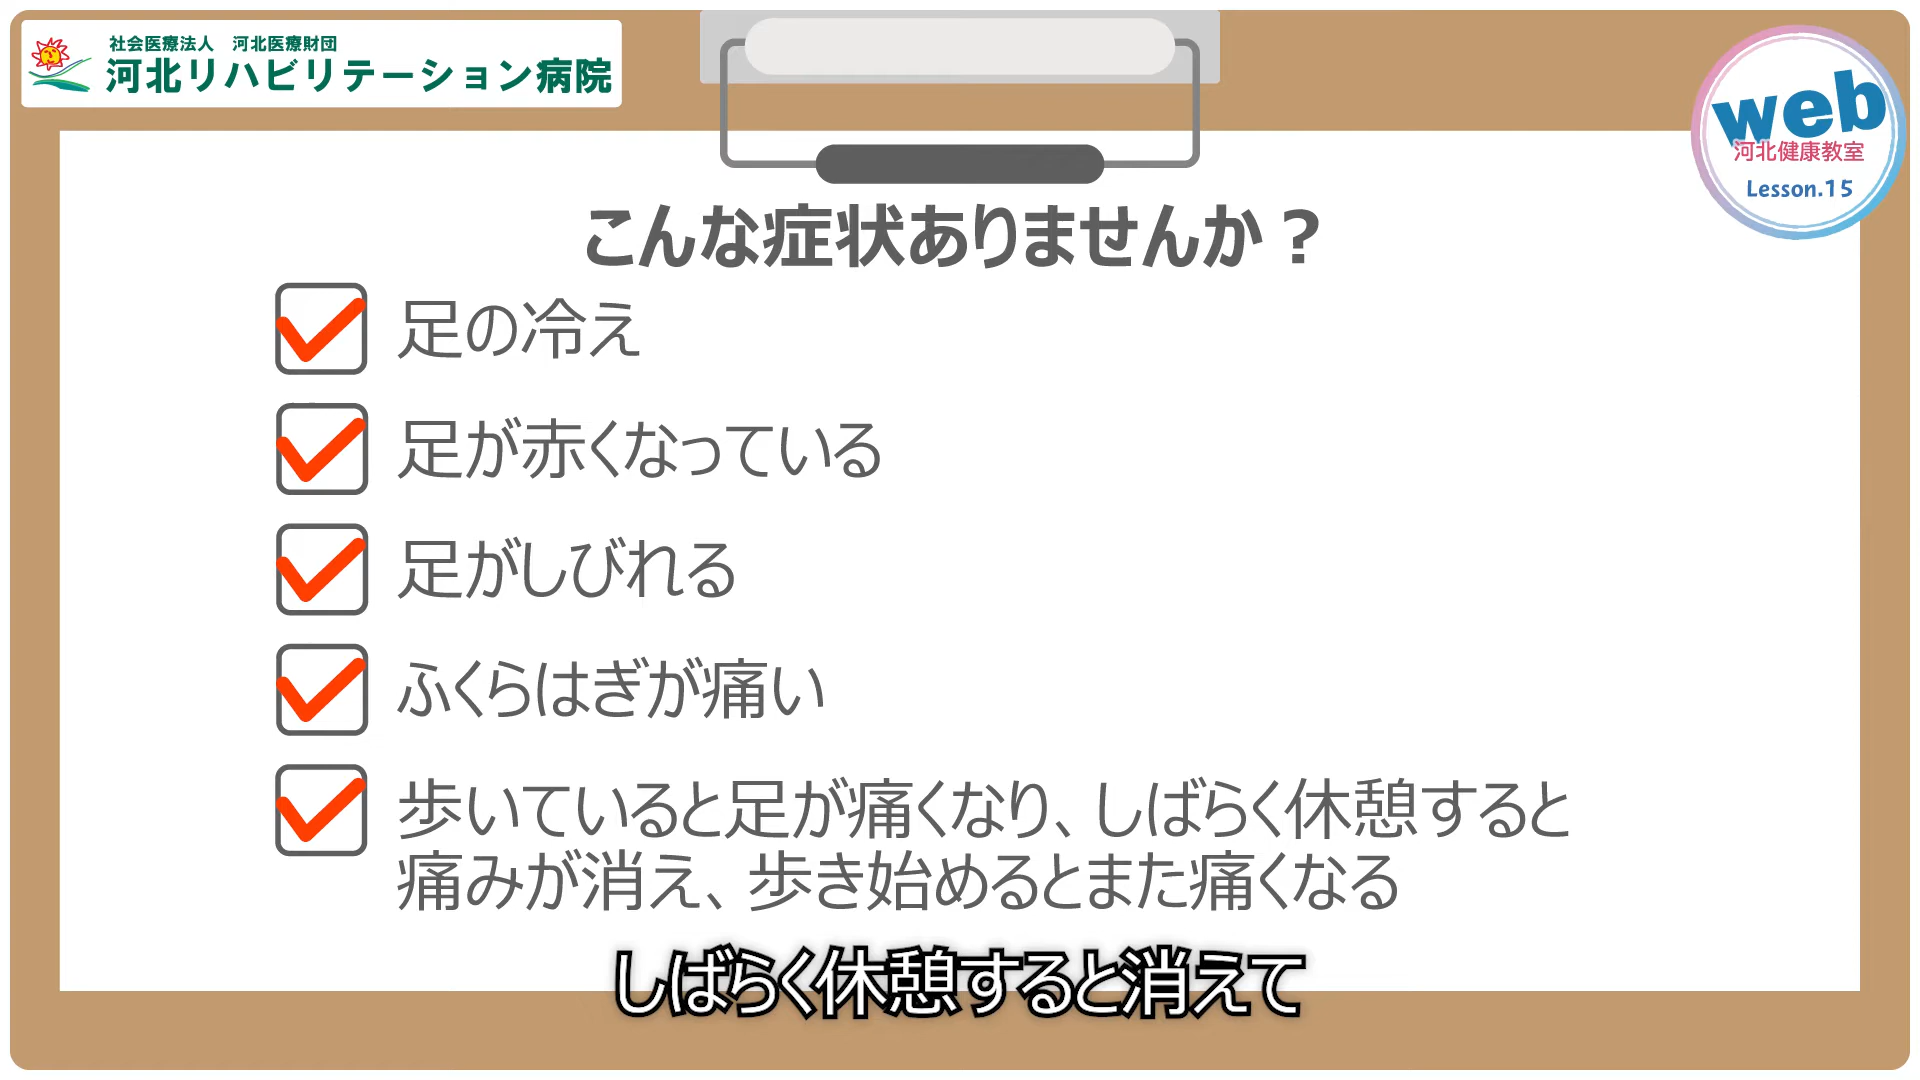 社会医療法人　河北医療財団
河北リハビリテーション病院
web
河北健康教室
Lesson.15
こんな症状ありませんか？
足の冷え
足が赤くなっている
足がしびれる
ふくらはぎが痛い
歩いていると足が痛くなり、しばらく休憩すると
痛みが消え、歩き始めるとまた痛くなる
しばらく休憩すると消えて